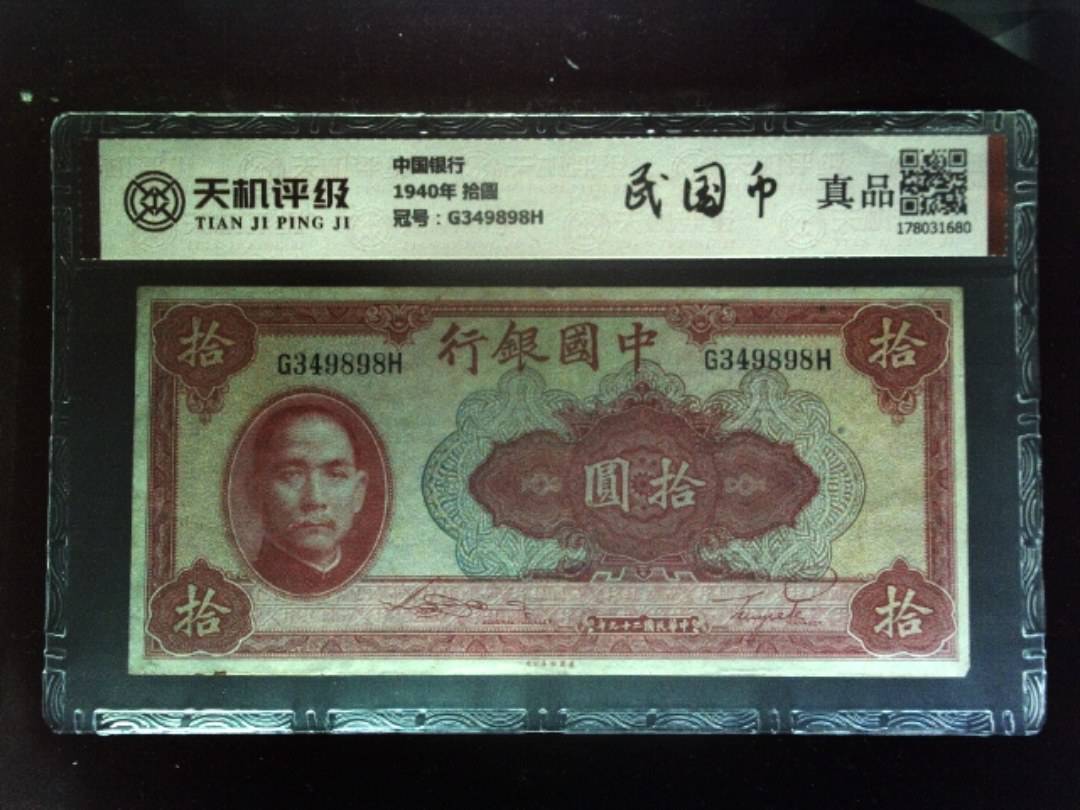 天机评级
TIAN JI PING JI
中国银行
1940年 拾圓
冠号：G349898H
民国币
真品
178031680
拾
拾
G349898H
行銀國中
G349898H
圓拾
拾
拾
年九十二國民華中